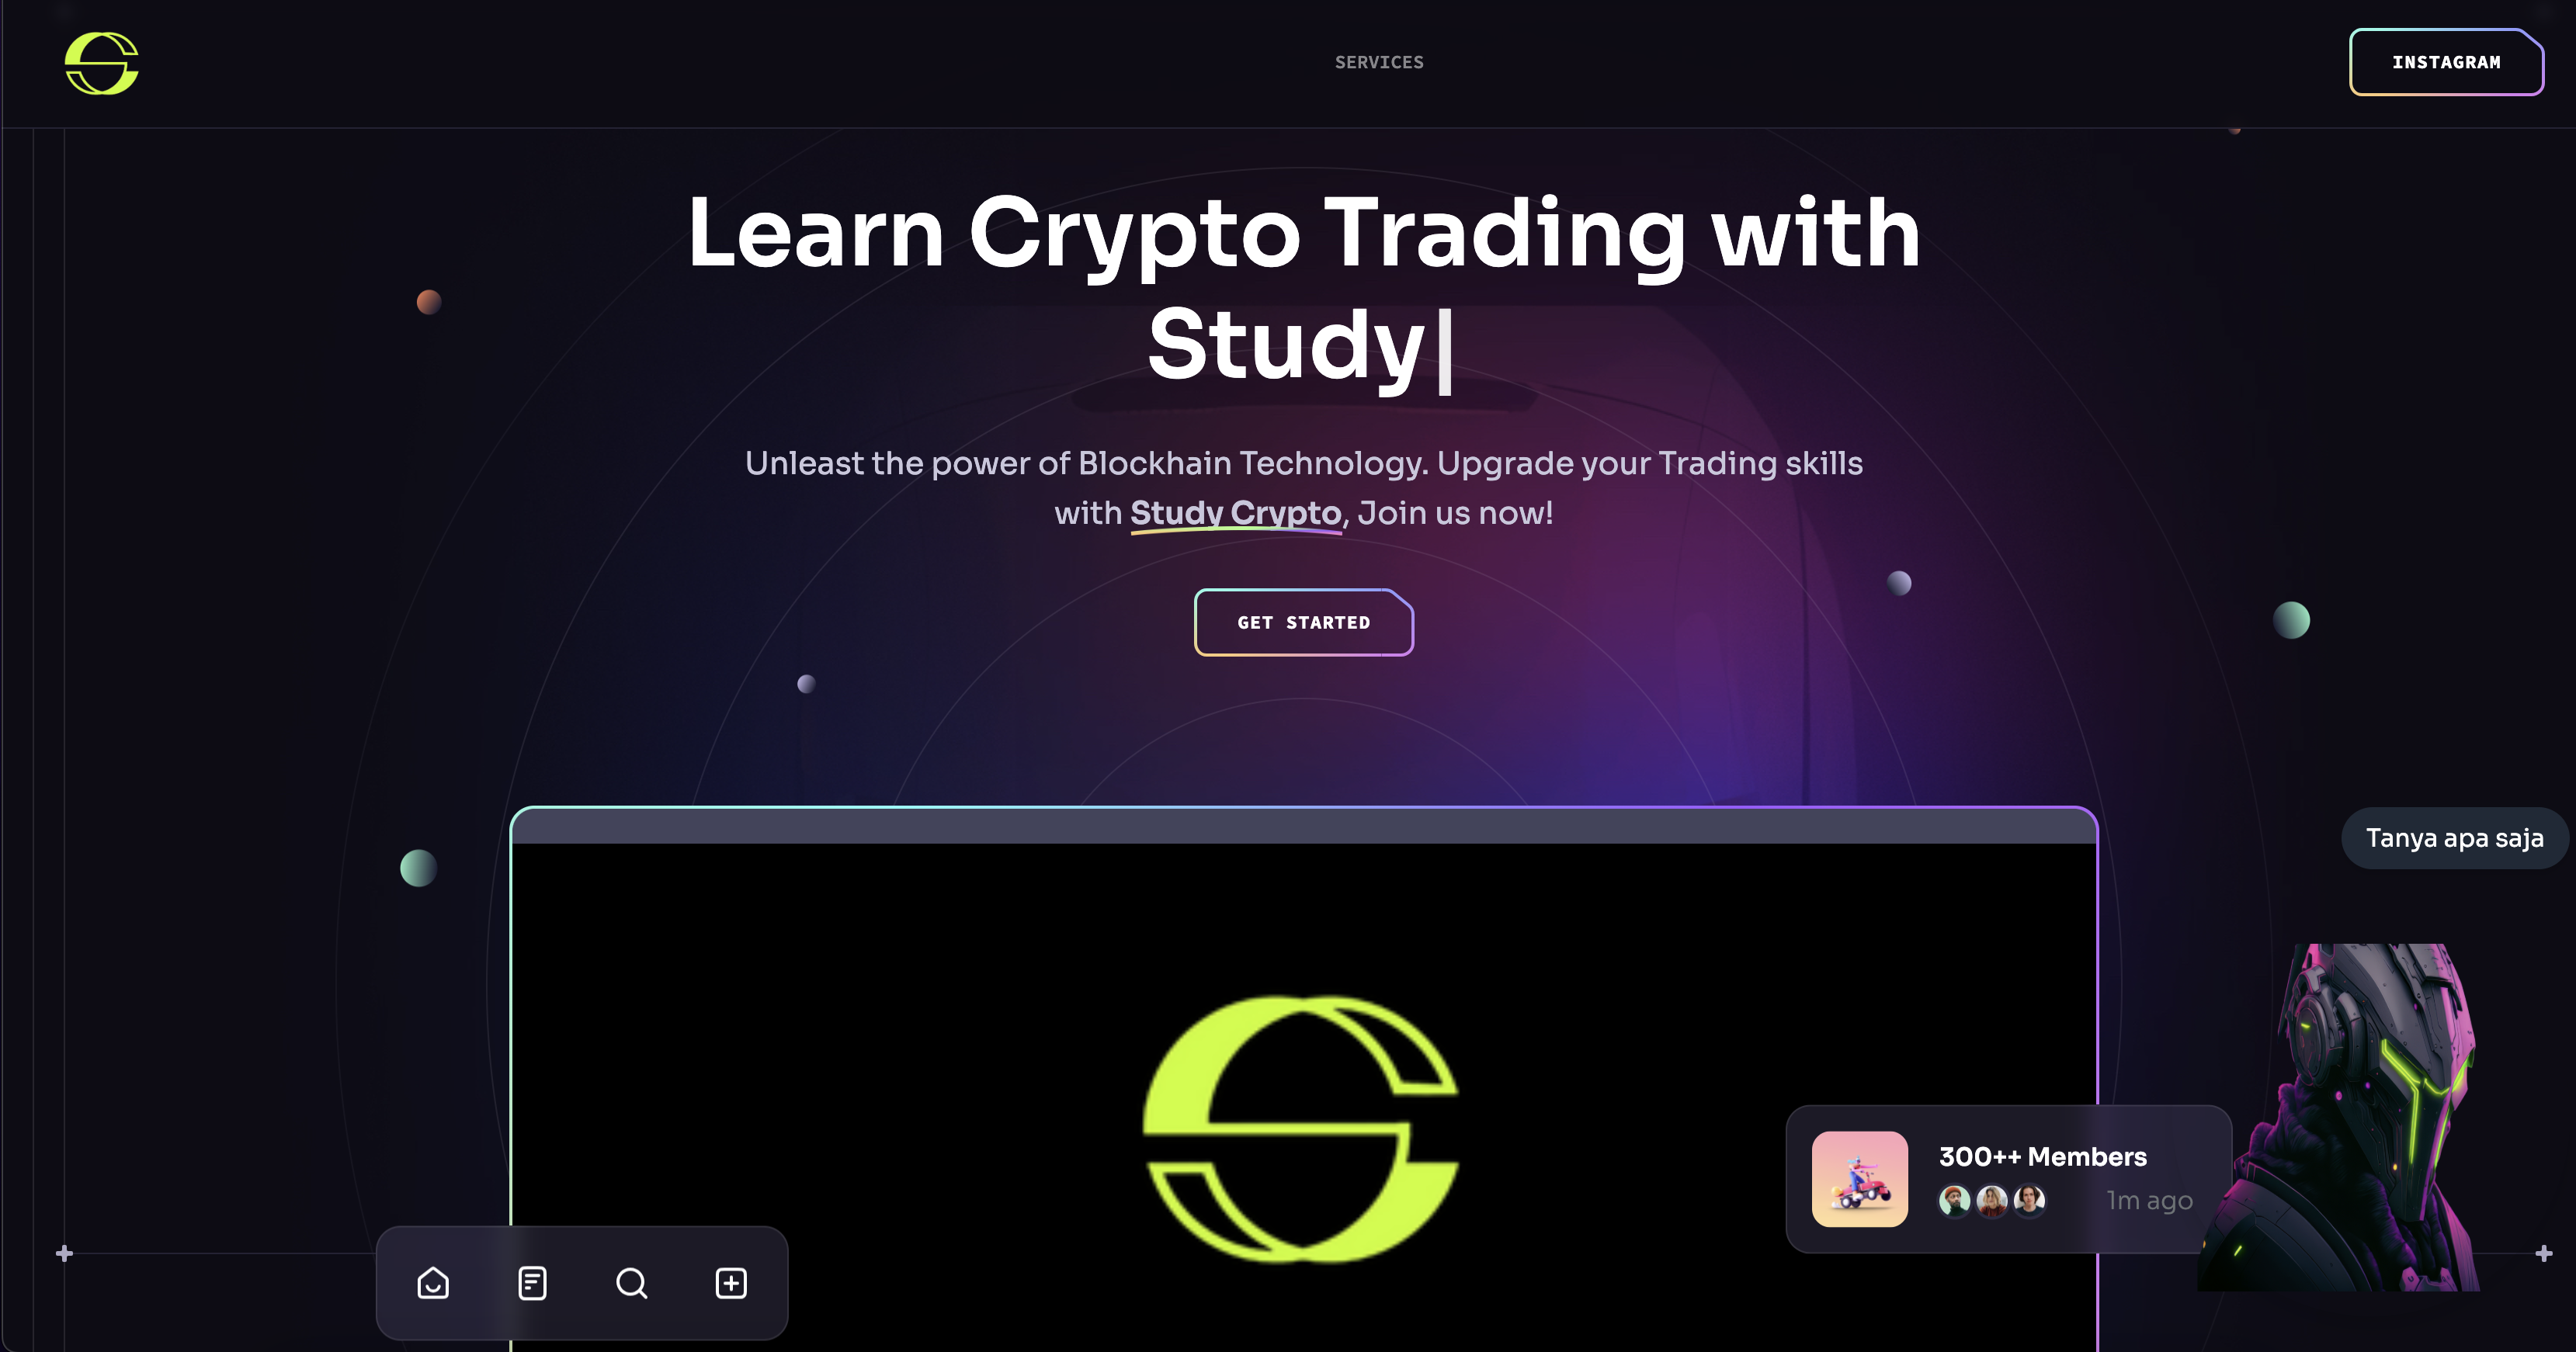 SERVICES
INSTAGRAM
Learn Crypto Trading with
Study|
Unleast the power of Blockhain Technology. Upgrade your Trading skills
with Study Crypto, Join us now!
GET STARTED
Tanya apa saja
300++ Members
1m ago